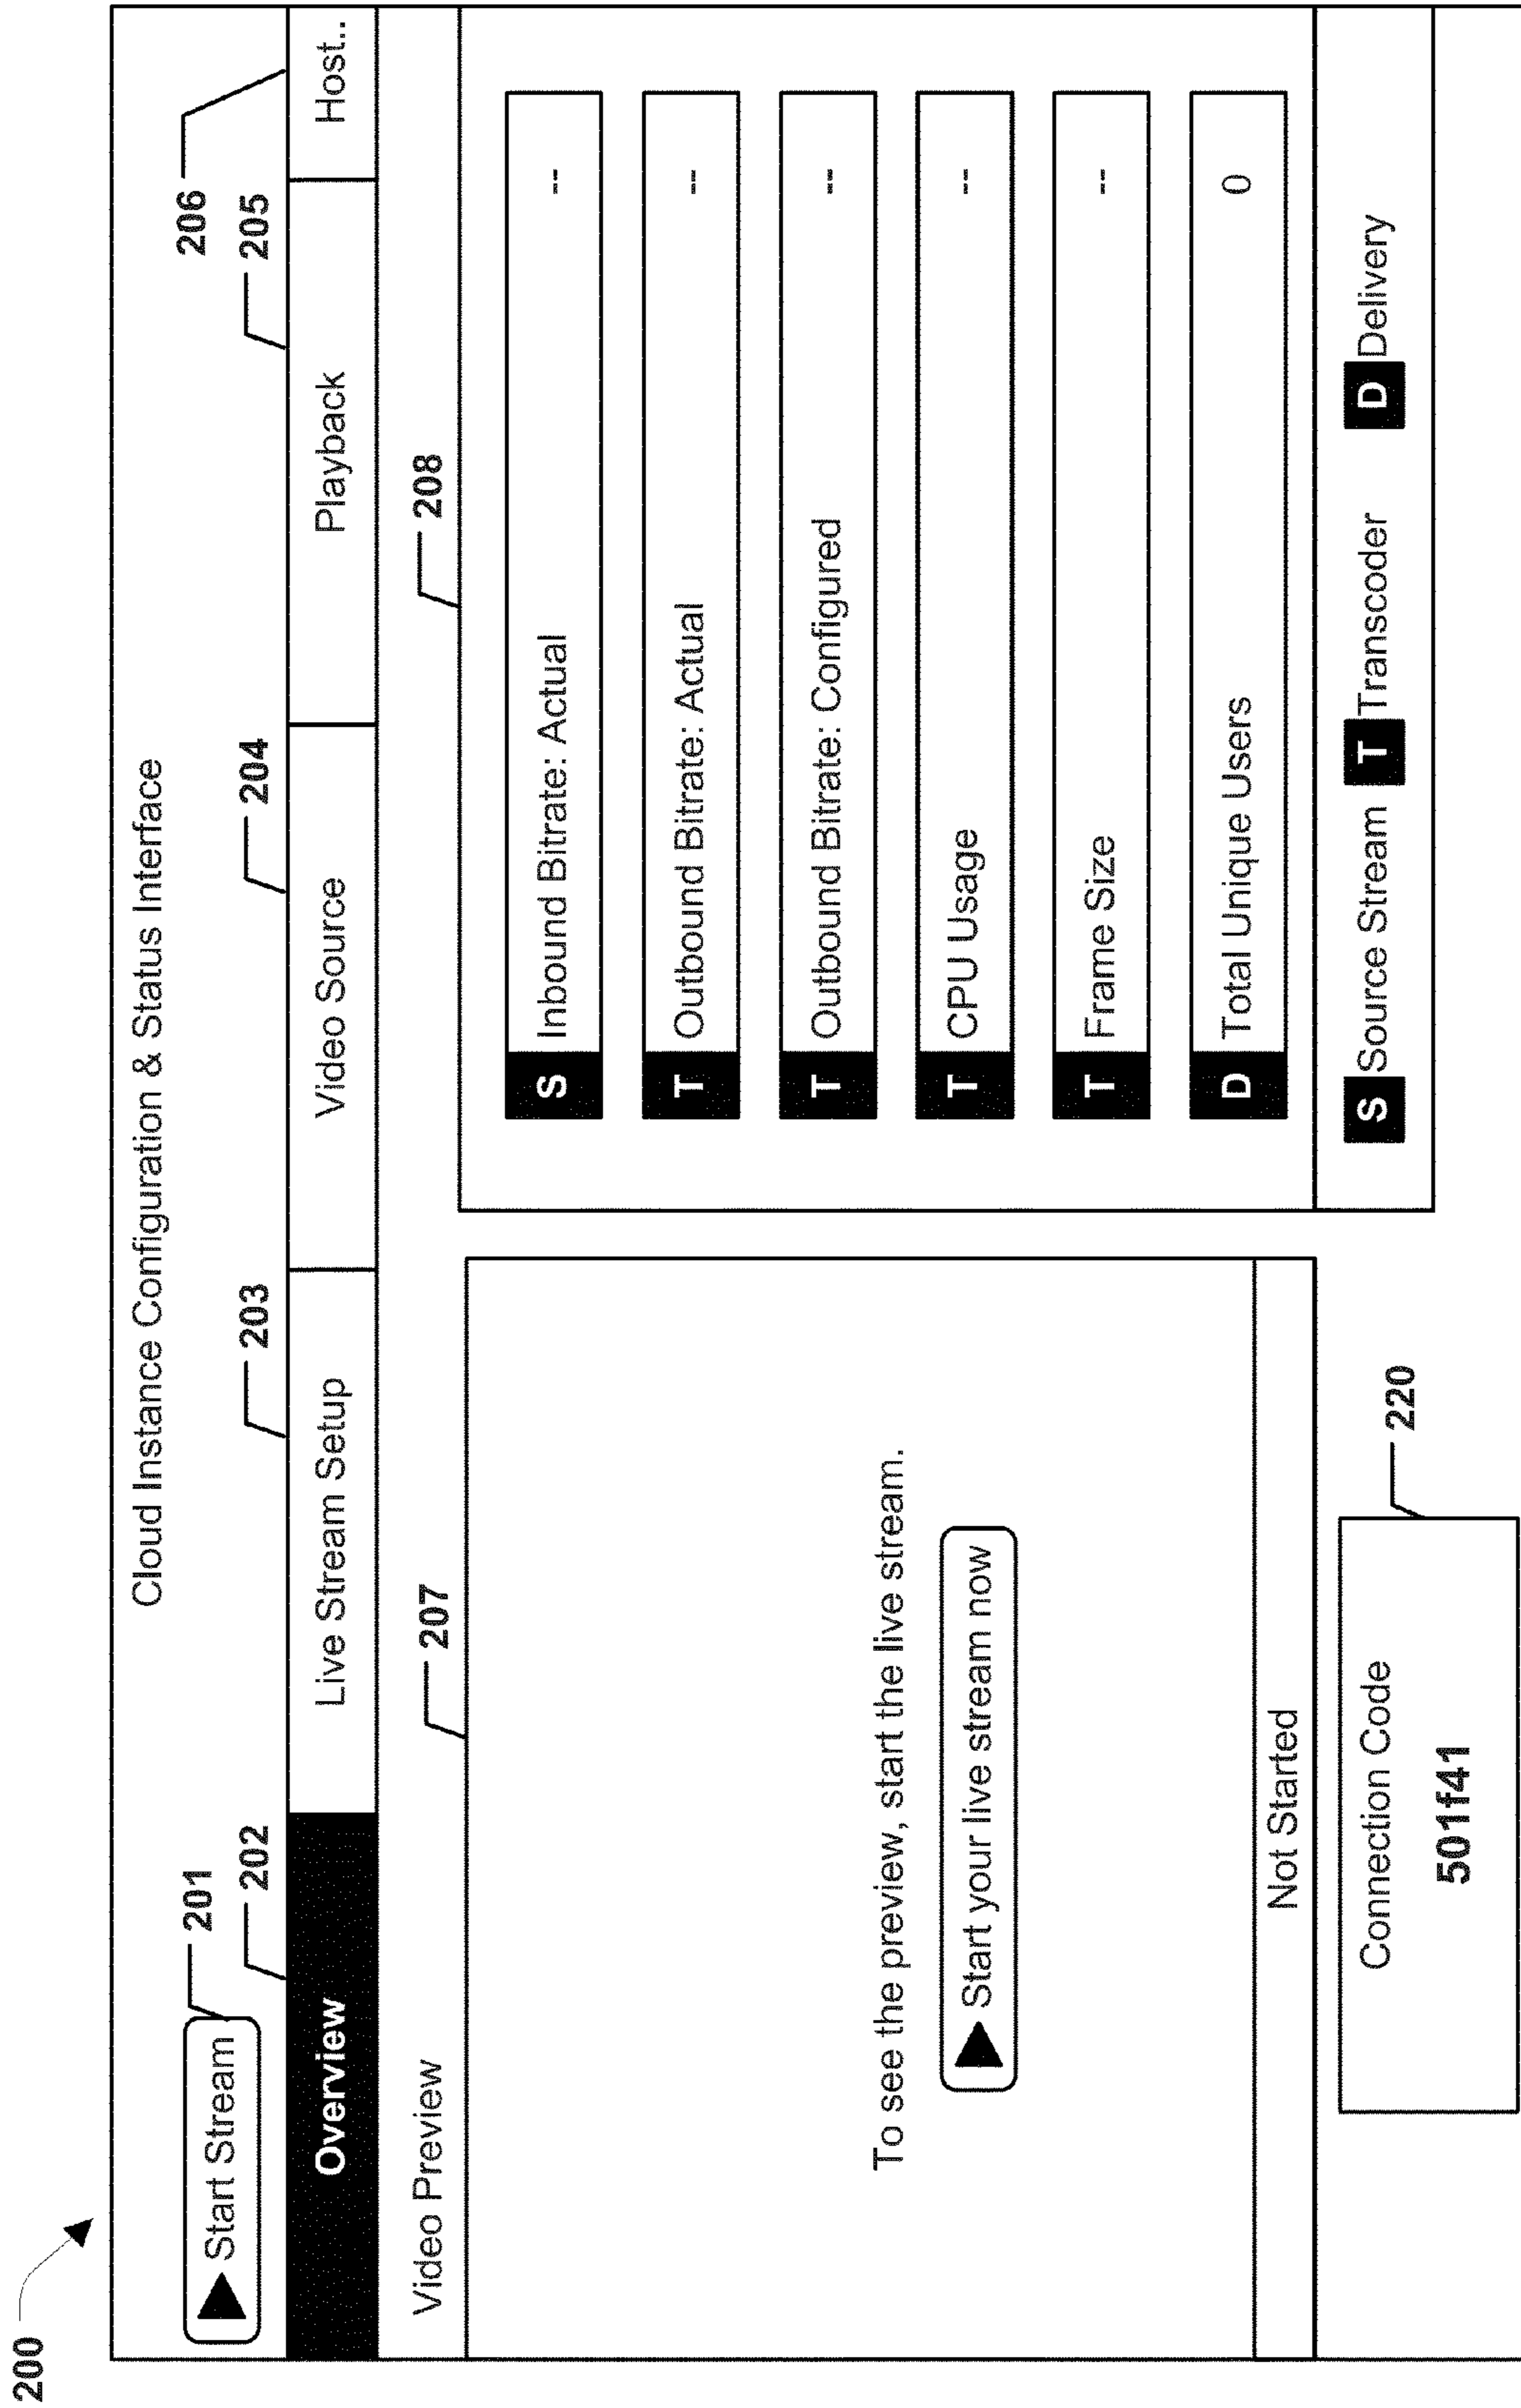 200
Cloud Instance Configuration & Status Interface
Start Stream
201
206
202
203
204
205
Overview
Live Stream Setup
Video Source
Playback
Host..
Video Preview
207
208
To see the preview, start the live stream.
Start your live stream now
Not Started
S Inbound Bitrate: Actual --
T Outbound Bitrate: Actual --
T Outbound Bitrate: Configured --
T CPU Usage --
T Frame Size --
D Total Unique Users 0
S Source Stream T Transcoder D Delivery
Connection Code
501f41
220